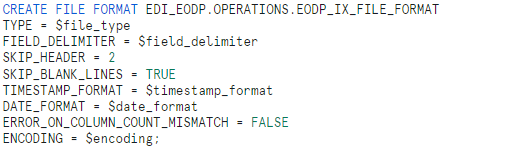 CREATE FILE FORMAT EDI_EODP.OPERATIONS.EODP_IX_FILE_FORMAT
TYPE = $file_type
FIELD_DELIMITER = $field_delimiter
SKIP_HEADER = 2
SKIP_BLANK_LINES = TRUE
TIMESTAMP_FORMAT = $timestamp_format
DATE_FORMAT = $date_format
ERROR_ON_COLUMN_COUNT_MISMATCH = FALSE
ENCODING = $encoding;